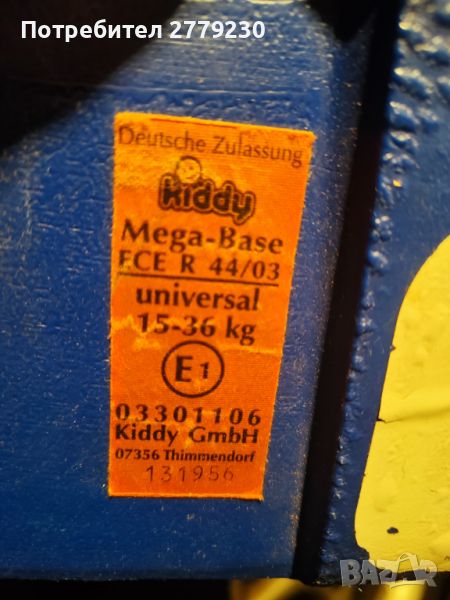 Потребител 2779230
Deutsche Zulassung
kiddy
Mega-Base
ECE R 44/03
universal
15-36 kg
E1
03301106
Kiddy GmbH
07356 Thimmendorf
131956
BAZAR